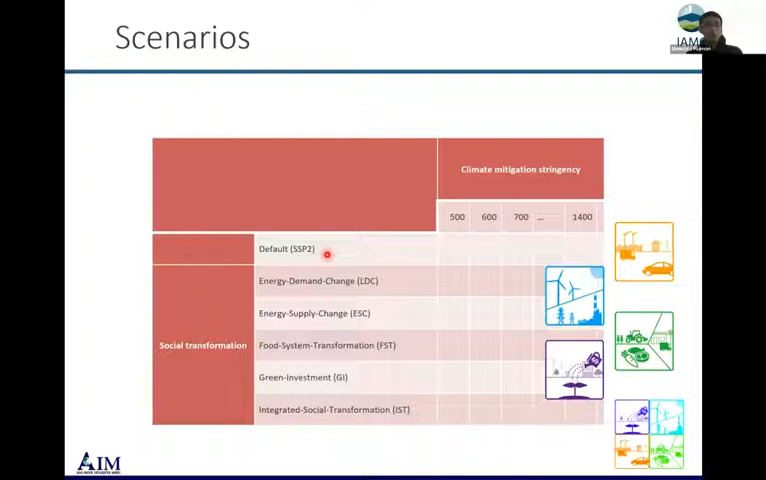 Scenarios
IAMC
Climate mitigation stringency
500 600 700 ... 1400
Default (SSP2)
Energy-Demand-Change (LDC)
Energy-Supply-Change (ESC)
Social transformation
Food-System-Transformation (FST)
Green-Investment (GI)
Integrated-Social-Transformation (IST)
AIM